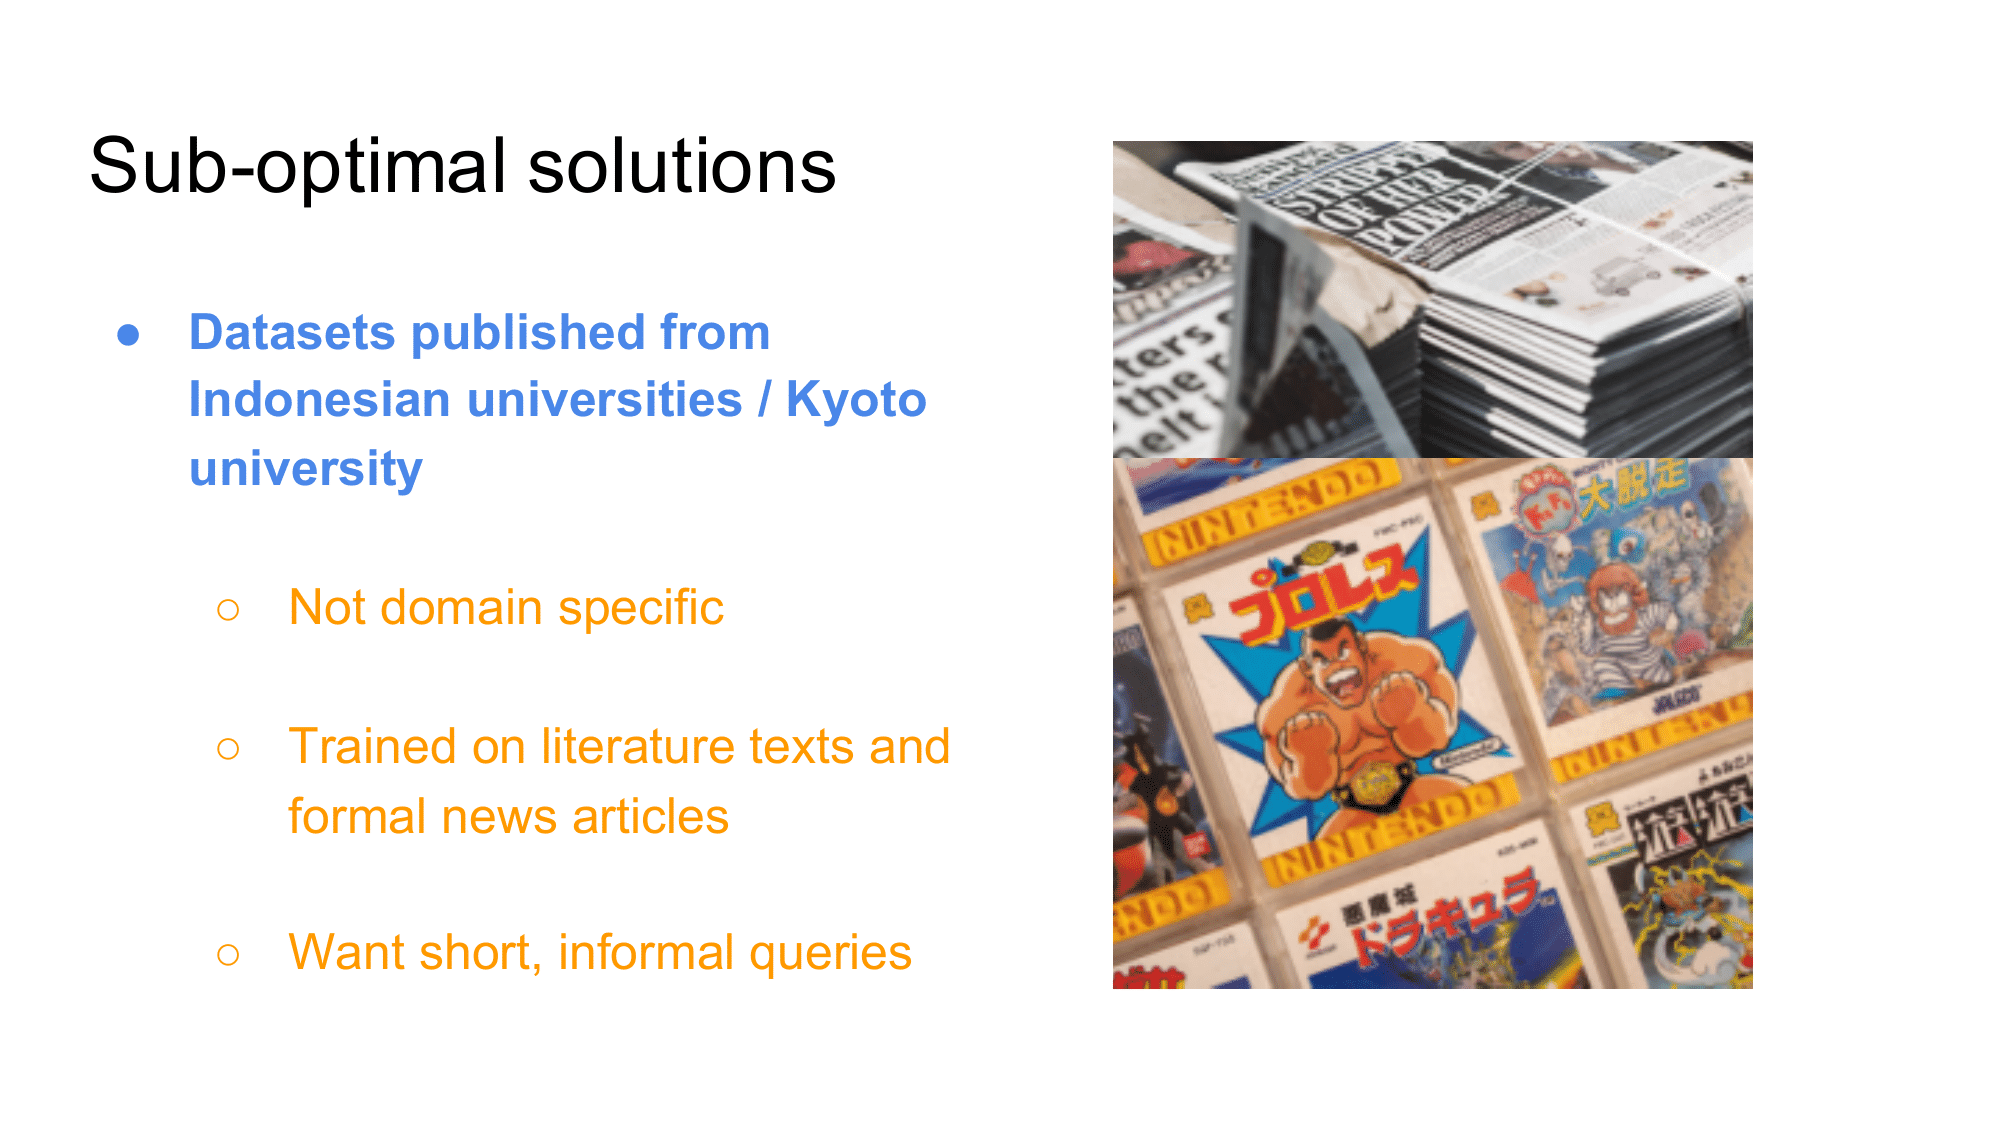 Sub-optimal solutions
● Datasets published from
Indonesian universities / Kyoto
university
○ Not domain specific
○ Trained on literature texts and
formal news articles
○ Want short, informal queries
STRIPPED
OF HER
POWER
the
NINTENDO
大脱走
プロレス
Nintendo
NINTENDO
NINTENDO
悪魔城
ドラキュラ